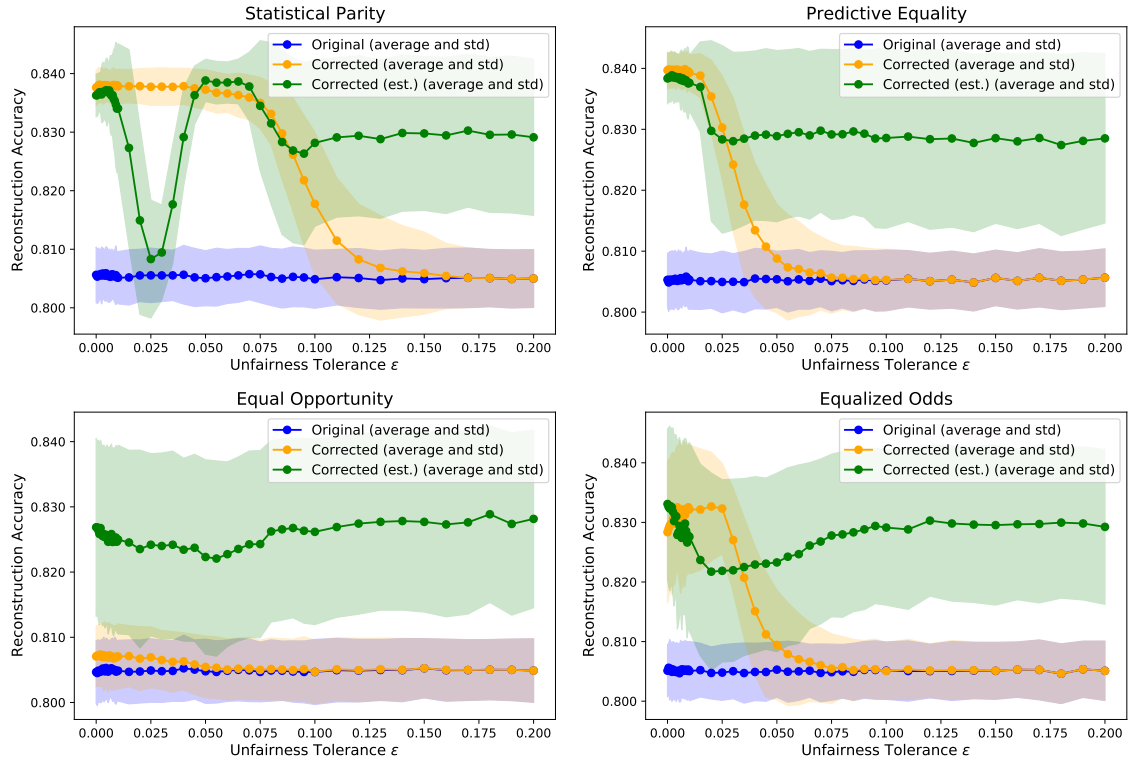 Statistical Parity
Reconstruction Accuracy
0.840
0.830
0.820
0.810
0.800
Original (average and std)
Corrected (average and std)
Corrected (est.) (average and std)
0.000 0.025 0.050 0.075 0.100 0.125 0.150 0.175 0.200
Unfairness Tolerance ε
Predictive Equality
Reconstruction Accuracy
0.840
0.830
0.820
0.810
0.800
Original (average and std)
Corrected (average and std)
Corrected (est.) (average and std)
0.000 0.025 0.050 0.075 0.100 0.125 0.150 0.175 0.200
Unfairness Tolerance ε
Equal Opportunity
Reconstruction Accuracy
0.840
0.830
0.820
0.810
0.800
Original (average and std)
Corrected (average and std)
Corrected (est.) (average and std)
0.000 0.025 0.050 0.075 0.100 0.125 0.150 0.175 0.200
Unfairness Tolerance ε
Equalized Odds
Reconstruction Accuracy
0.840
0.830
0.820
0.810
0.800
Original (average and std)
Corrected (average and std)
Corrected (est.) (average and std)
0.000 0.025 0.050 0.075 0.100 0.125 0.150 0.175 0.200
Unfairness Tolerance ε